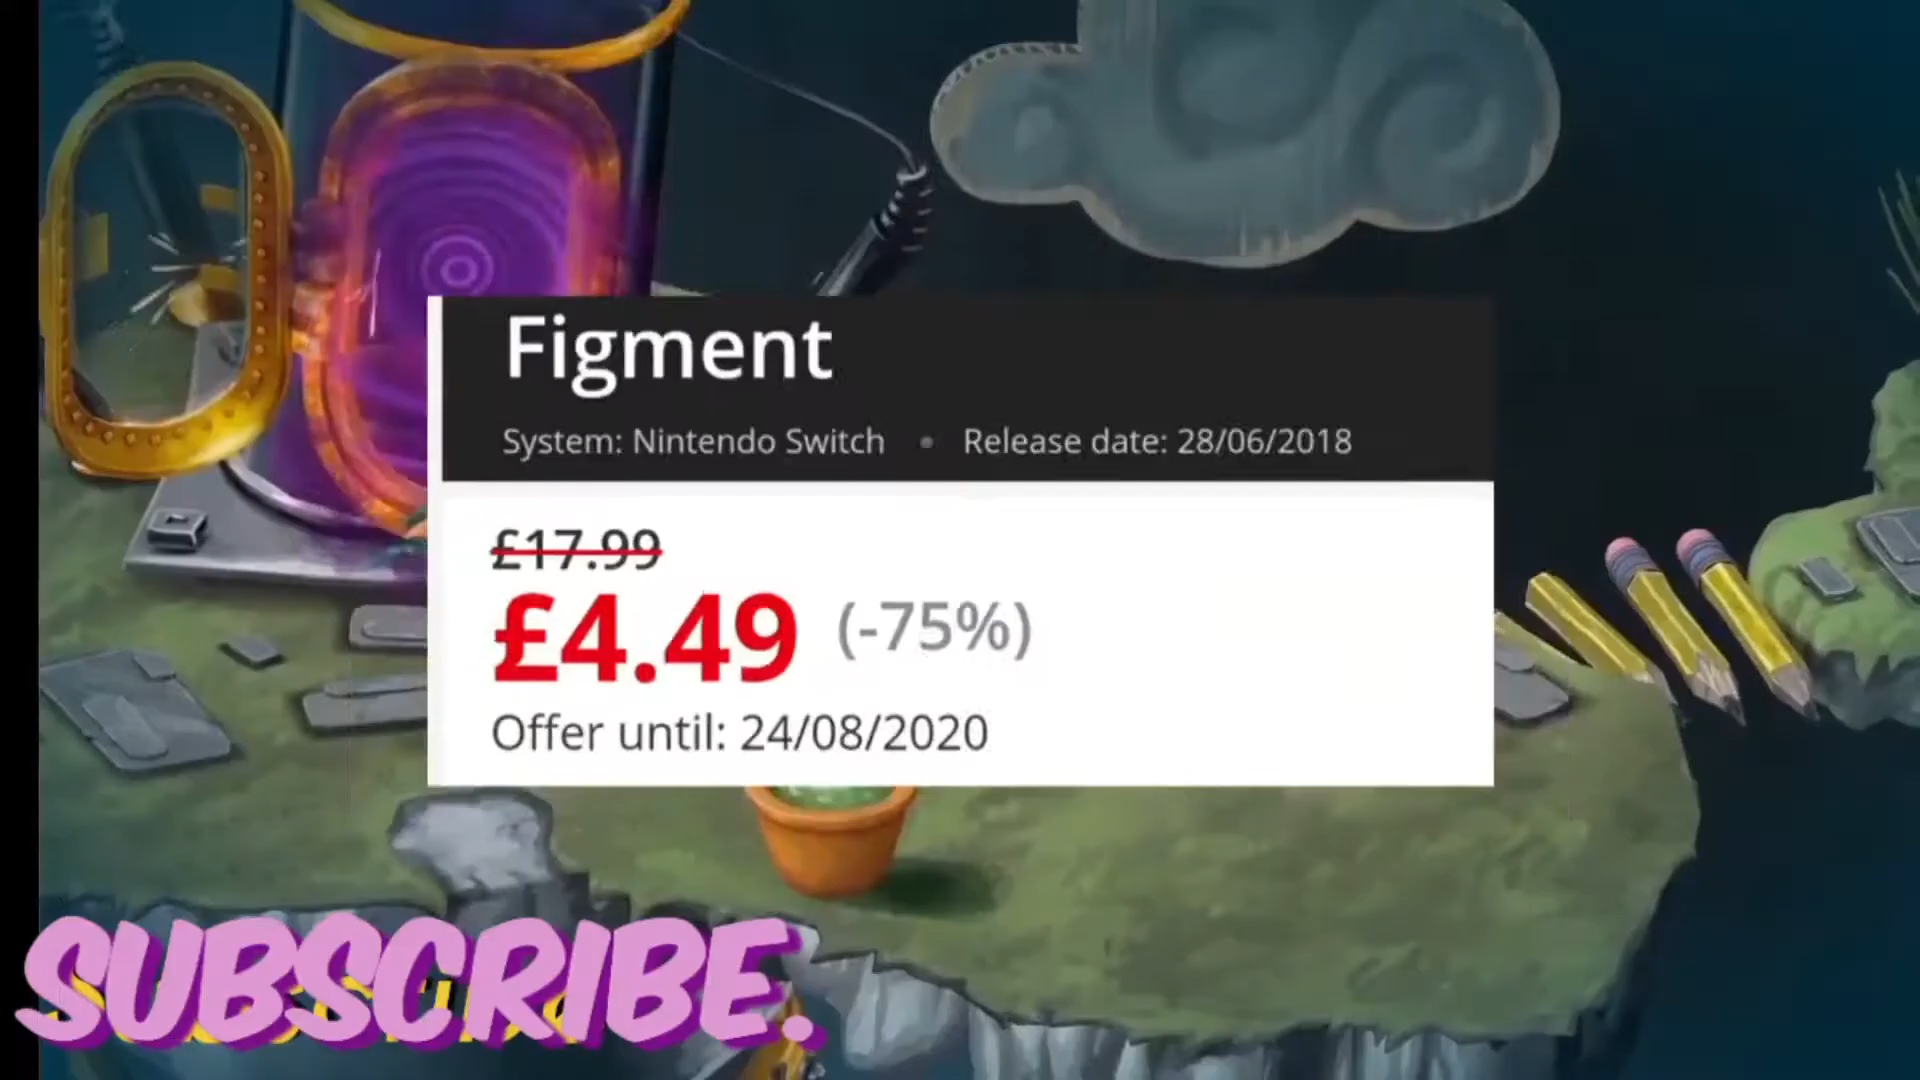 Figment
System: Nintendo Switch • Release date: 28/06/2018
£17.99
£4.49 (-75%)
Offer until: 24/08/2020
SUBSCRIBE.